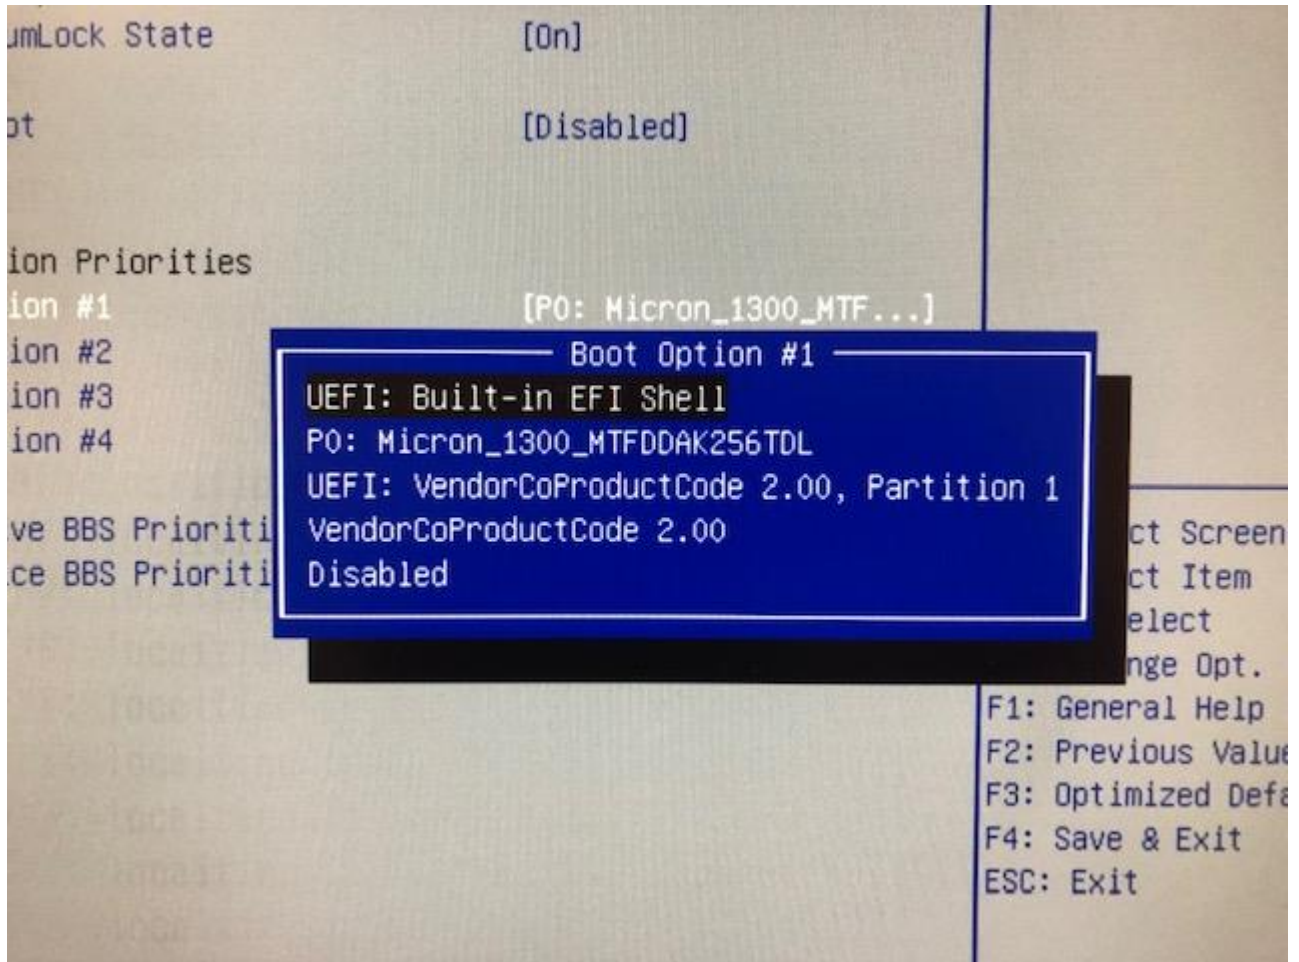 umLock State [On]
ot [Disabled]
ion Priorities
ion #1 [P0: Micron_1300_MTF...]
ion #2
ion #3
ion #4
ve BBS Prioriti
ce BBS Prioriti
Boot Option #1
UEFI: Built-in EFI Shell
P0: Micron_1300_MTFDDAK256TDL
UEFI: VendorCoProductCode 2.00, Partition 1
VendorCoProductCode 2.00
Disabled
ct Screen
ct Item
elect
nge Opt.
F1: General Help
F2: Previous Value
F3: Optimized Defa
F4: Save & Exit
ESC: Exit